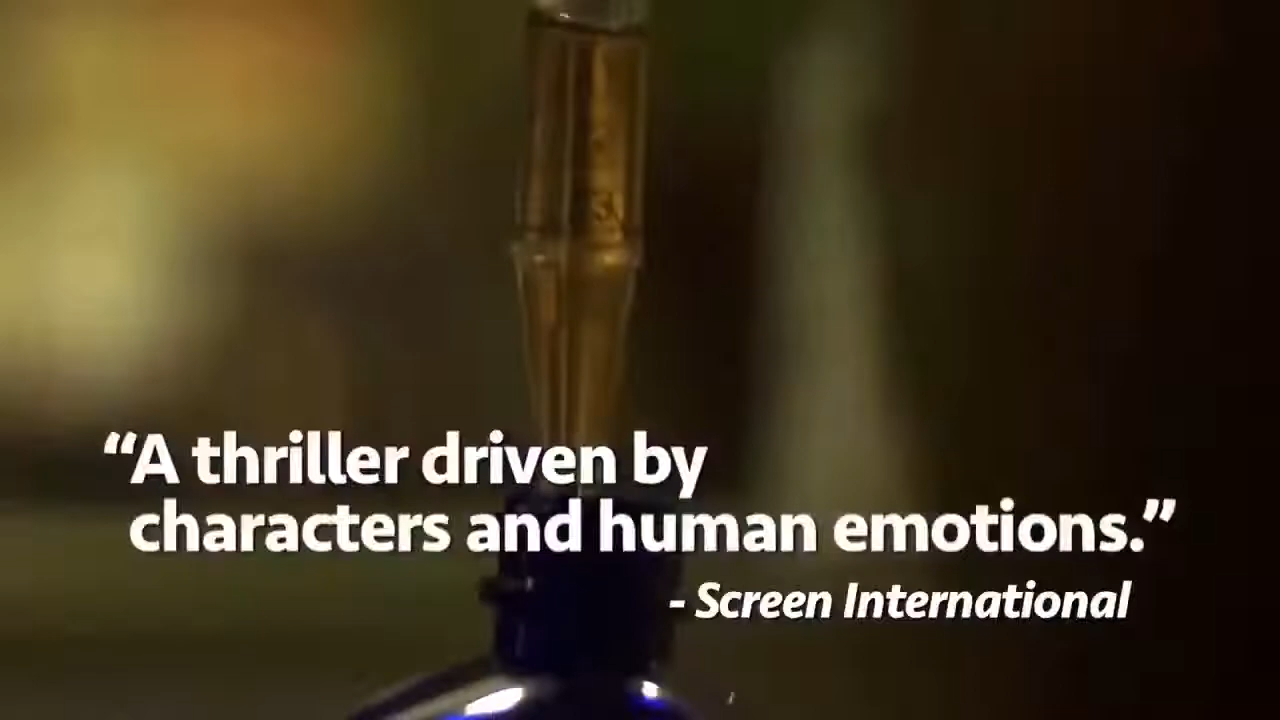 “A thriller driven by
characters and human emotions.”
- Screen International